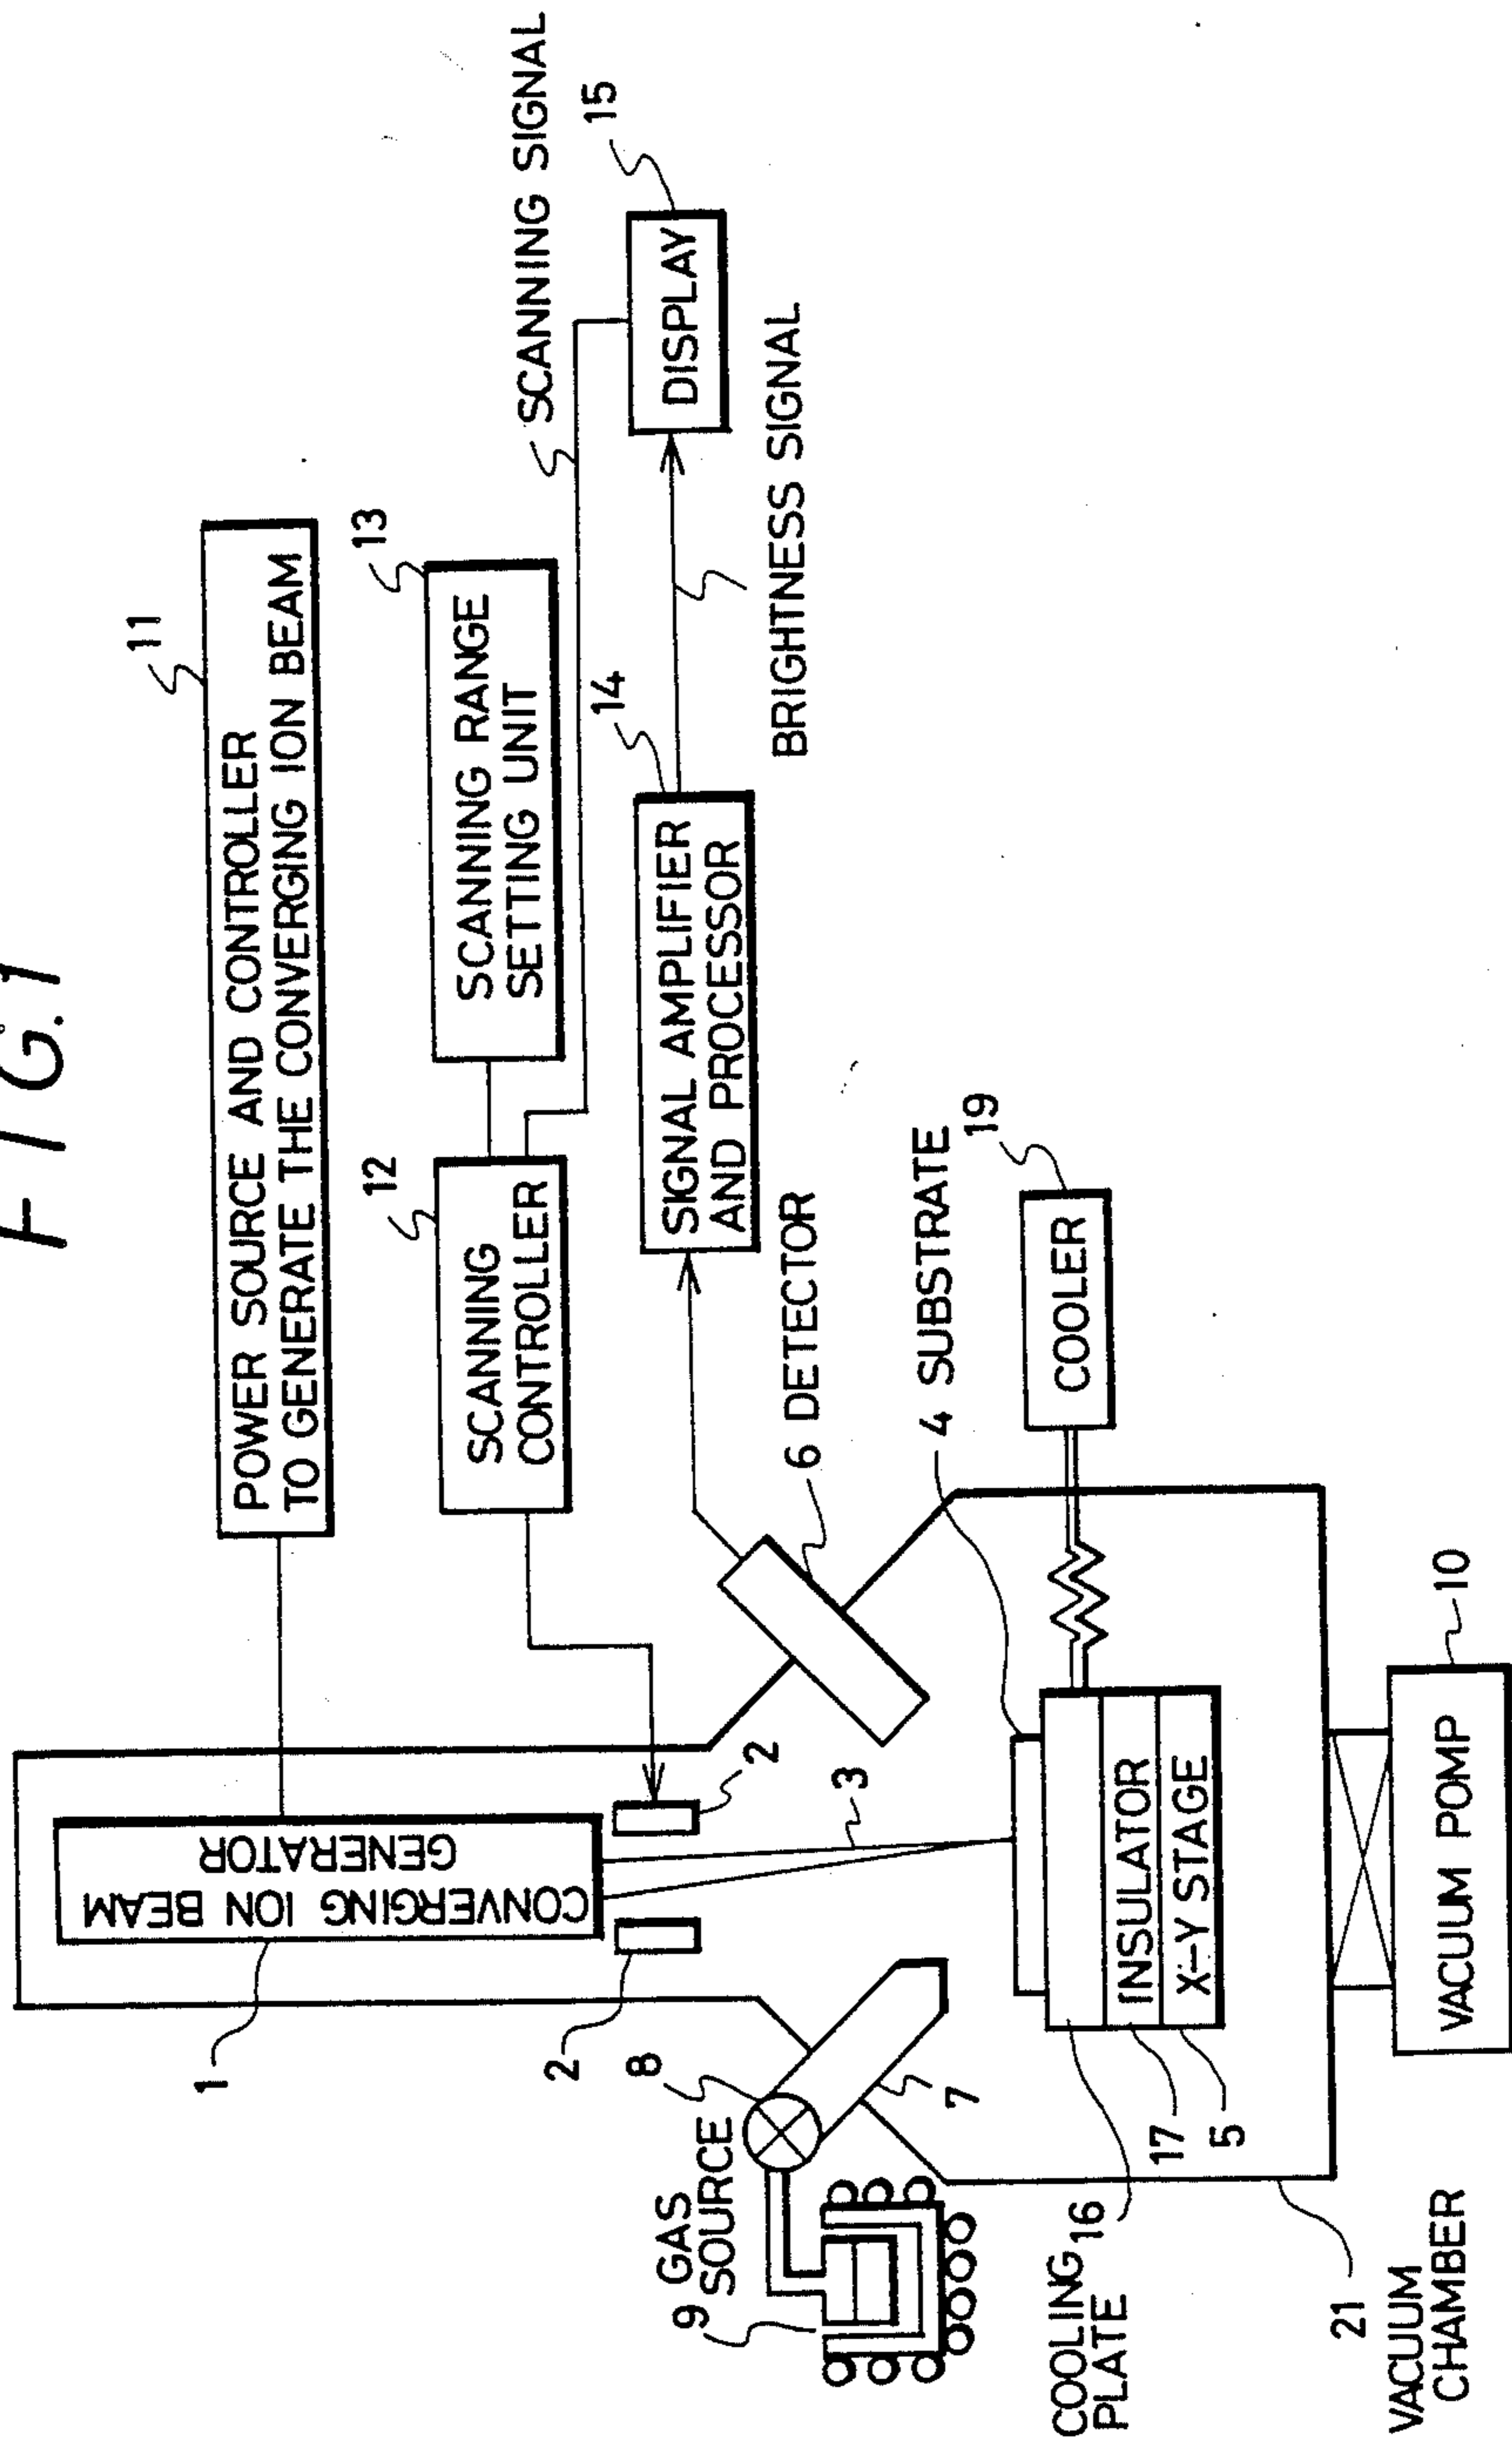 FIG.1
11
POWER SOURCE AND CONTROLLER
TO GENERATE THE CONVERGING ION BEAM
1
CONVERGING ION BEAM
GENERATOR
12
SCANNING
CONTROLLER
13
SCANNING RANGE
SETTING UNIT
SCANNING SIGNAL
2
2
3
14
SIGNAL AMPLIFIER
AND PROCESSOR
15
DISPLAY
BRIGHTNESS SIGNAL
8
GAS
SOURCE
9
7
6 DETECTOR
4 SUBSTRATE
19
COOLER
INSULATOR
X-Y STAGE
COOLING
PLATE
16
17
5
21
VACUUM
CHAMBER
VACUUM POMP
10